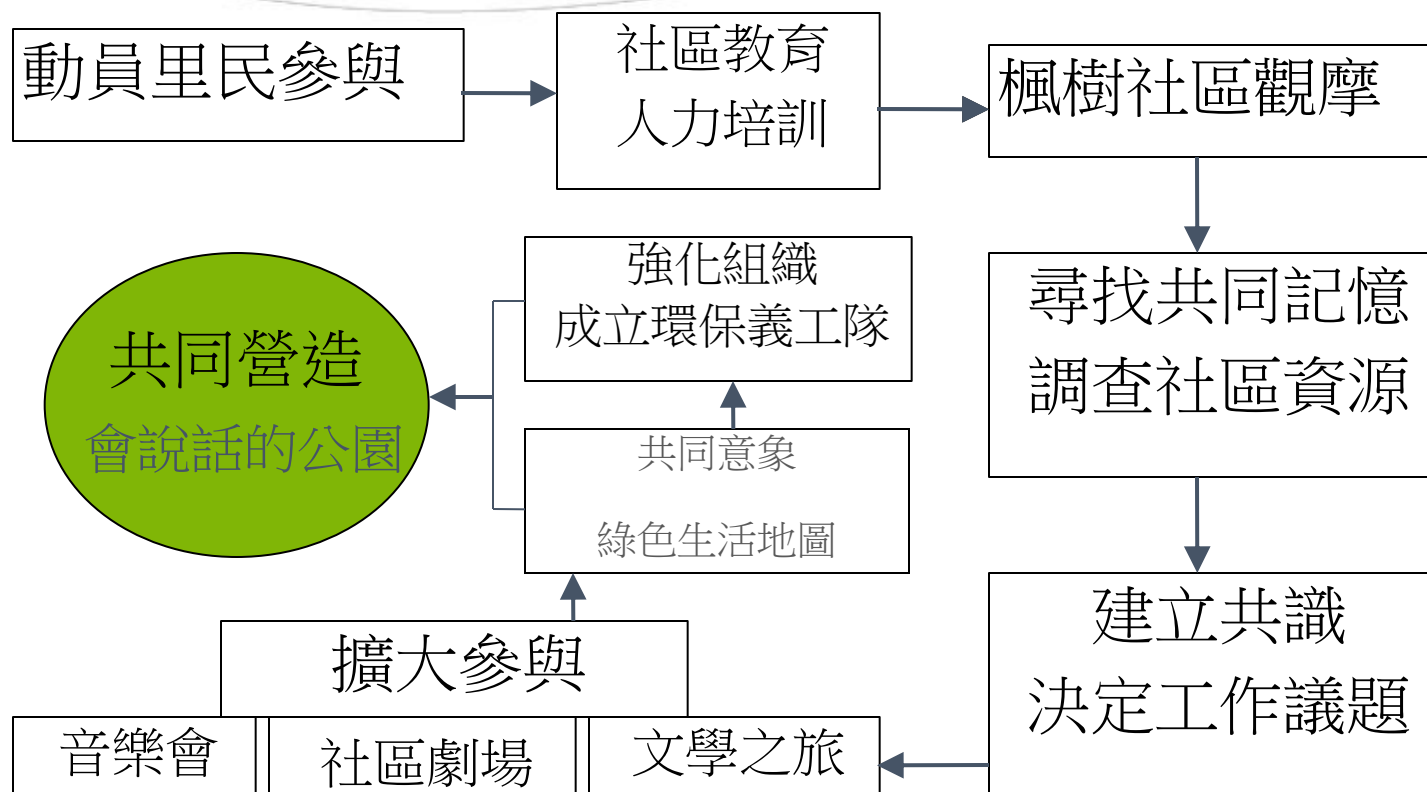 動員里民參與
社區教育
人力培訓
楓樹社區觀摩
尋找共同記憶
調查社區資源
建立共識
決定工作議題
擴大參與
音樂會
社區劇場
文學之旅
共同意象
綠色生活地圖
強化組織
成立環保義工隊
共同營造
會說話的公園